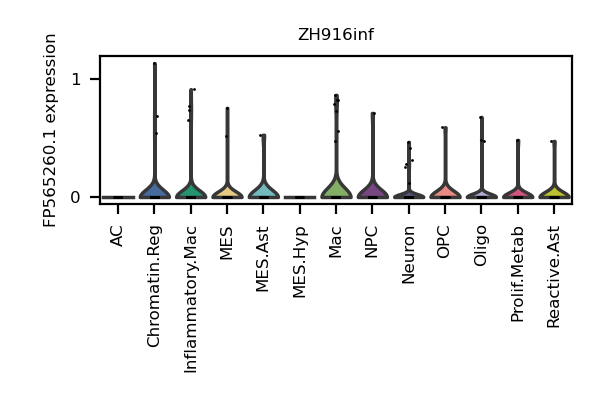 ZH916inf
FP565260.1 expression
1
0
AC
Chromatin.Reg
Inflammatory.Mac
MES
MES.Ast
MES.Hyp
Mac
NPC
Neuron
OPC
Oligo
Prolif.Metab
Reactive.Ast